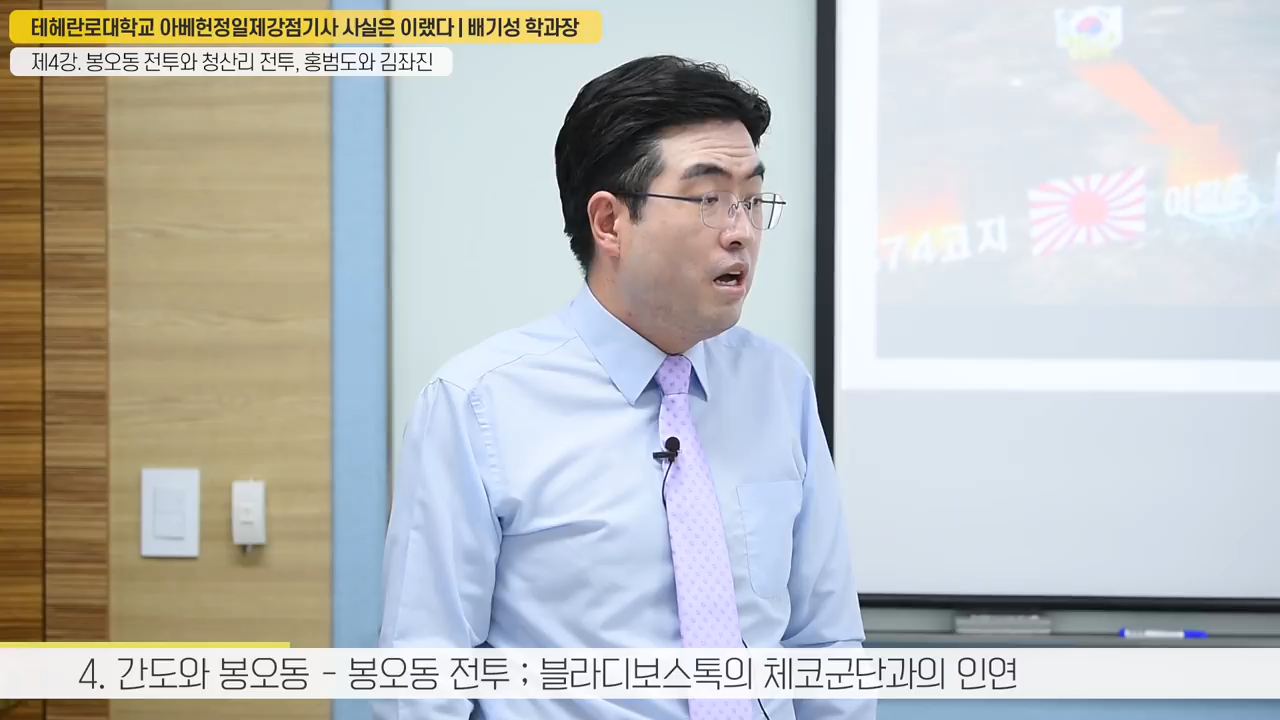 테헤란로대학교 아베헌정일제강점기사 사실은 이랬다 | 배기성 학과장
제4강. 봉오동 전투와 청산리 전투, 홍범도와 김좌진
74고지
4. 간도와 봉오동 - 봉오동 전투 ; 블라디보스톡의 체코군단과의 인연